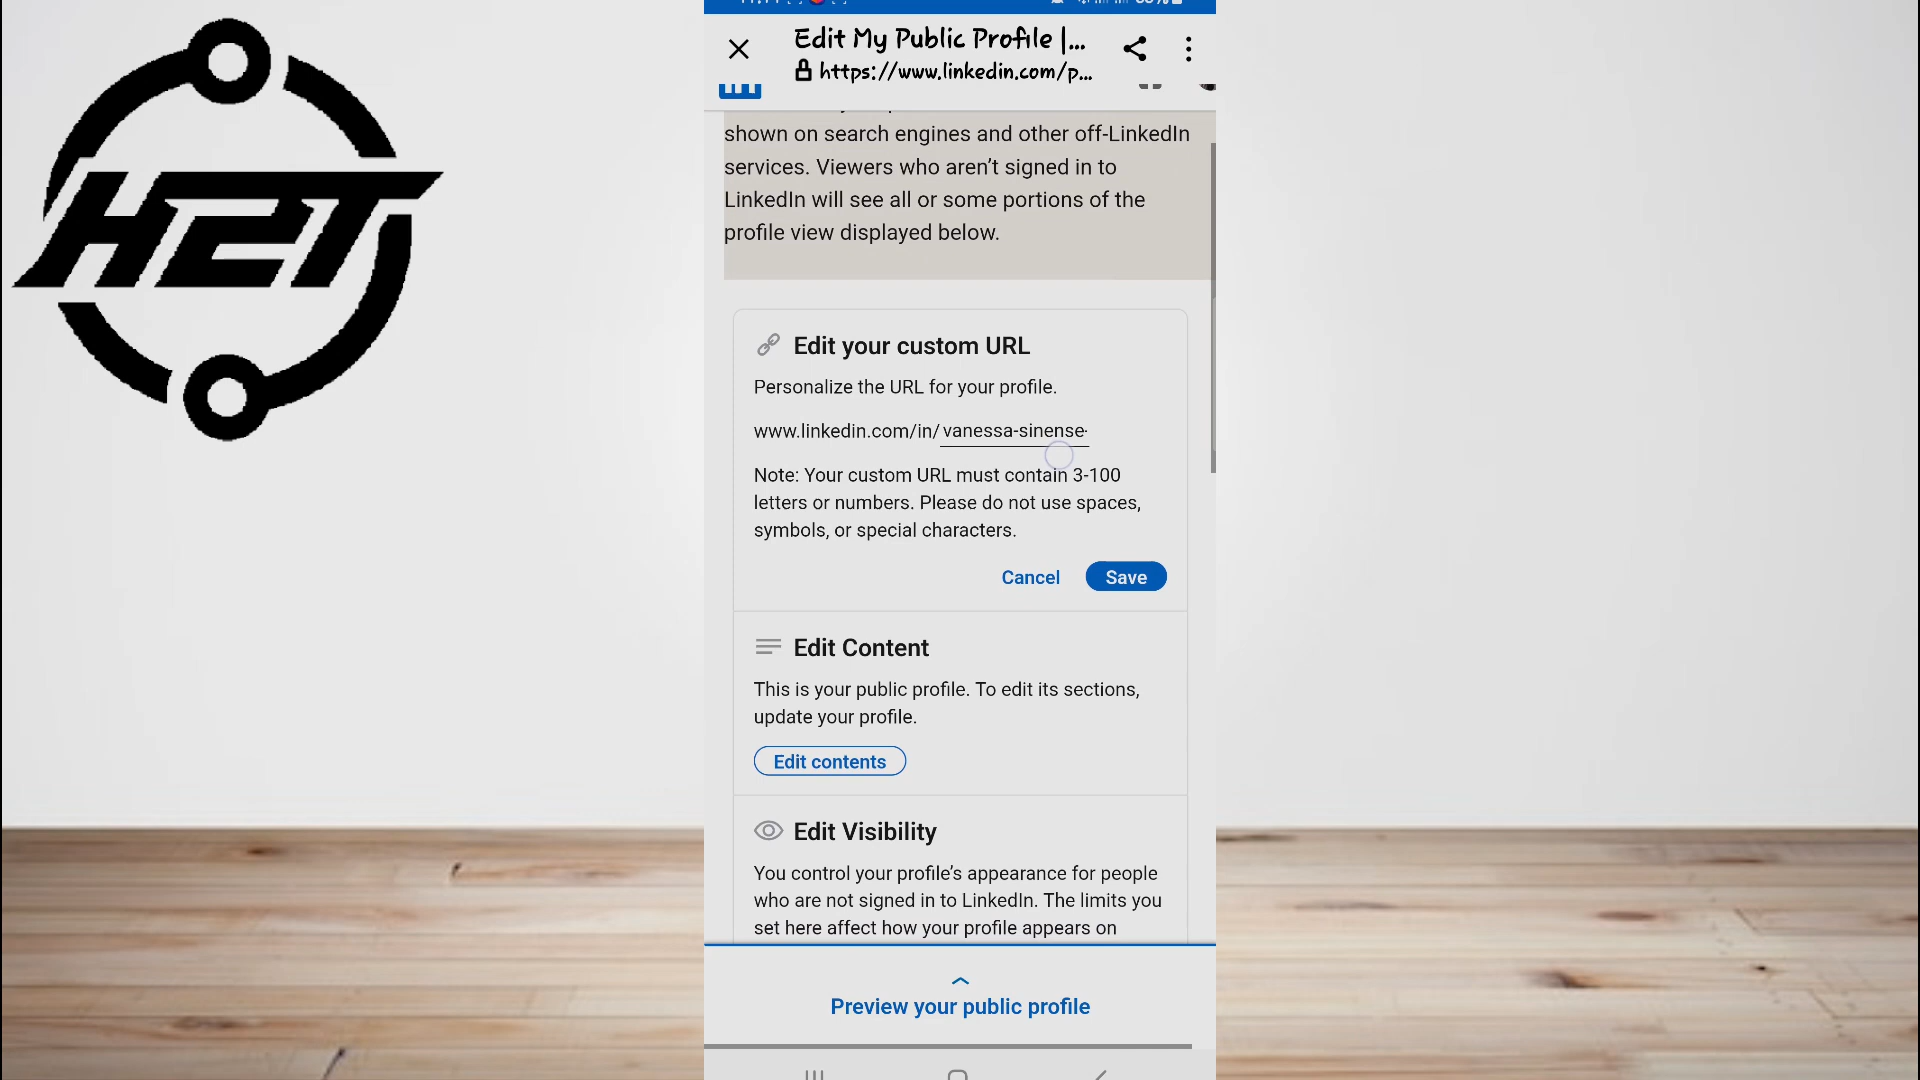 H2T
Edit My Public Profile |...
https://www.linkedin.com/p...
shown on search engines and other off-LinkedIn
services. Viewers who aren’t signed in to
LinkedIn will see all or some portions of the
profile view displayed below.
Edit your custom URL
Personalize the URL for your profile.
www.linkedin.com/in/ vanessa-sinense-
Note: Your custom URL must contain 3-100
letters or numbers. Please do not use spaces,
symbols, or special characters.
Cancel Save
Edit Content
This is your public profile. To edit its sections,
update your profile.
Edit contents
Edit Visibility
You control your profile’s appearance for people
who are not signed in to LinkedIn. The limits you
set here affect how your profile appears on
Preview your public profile